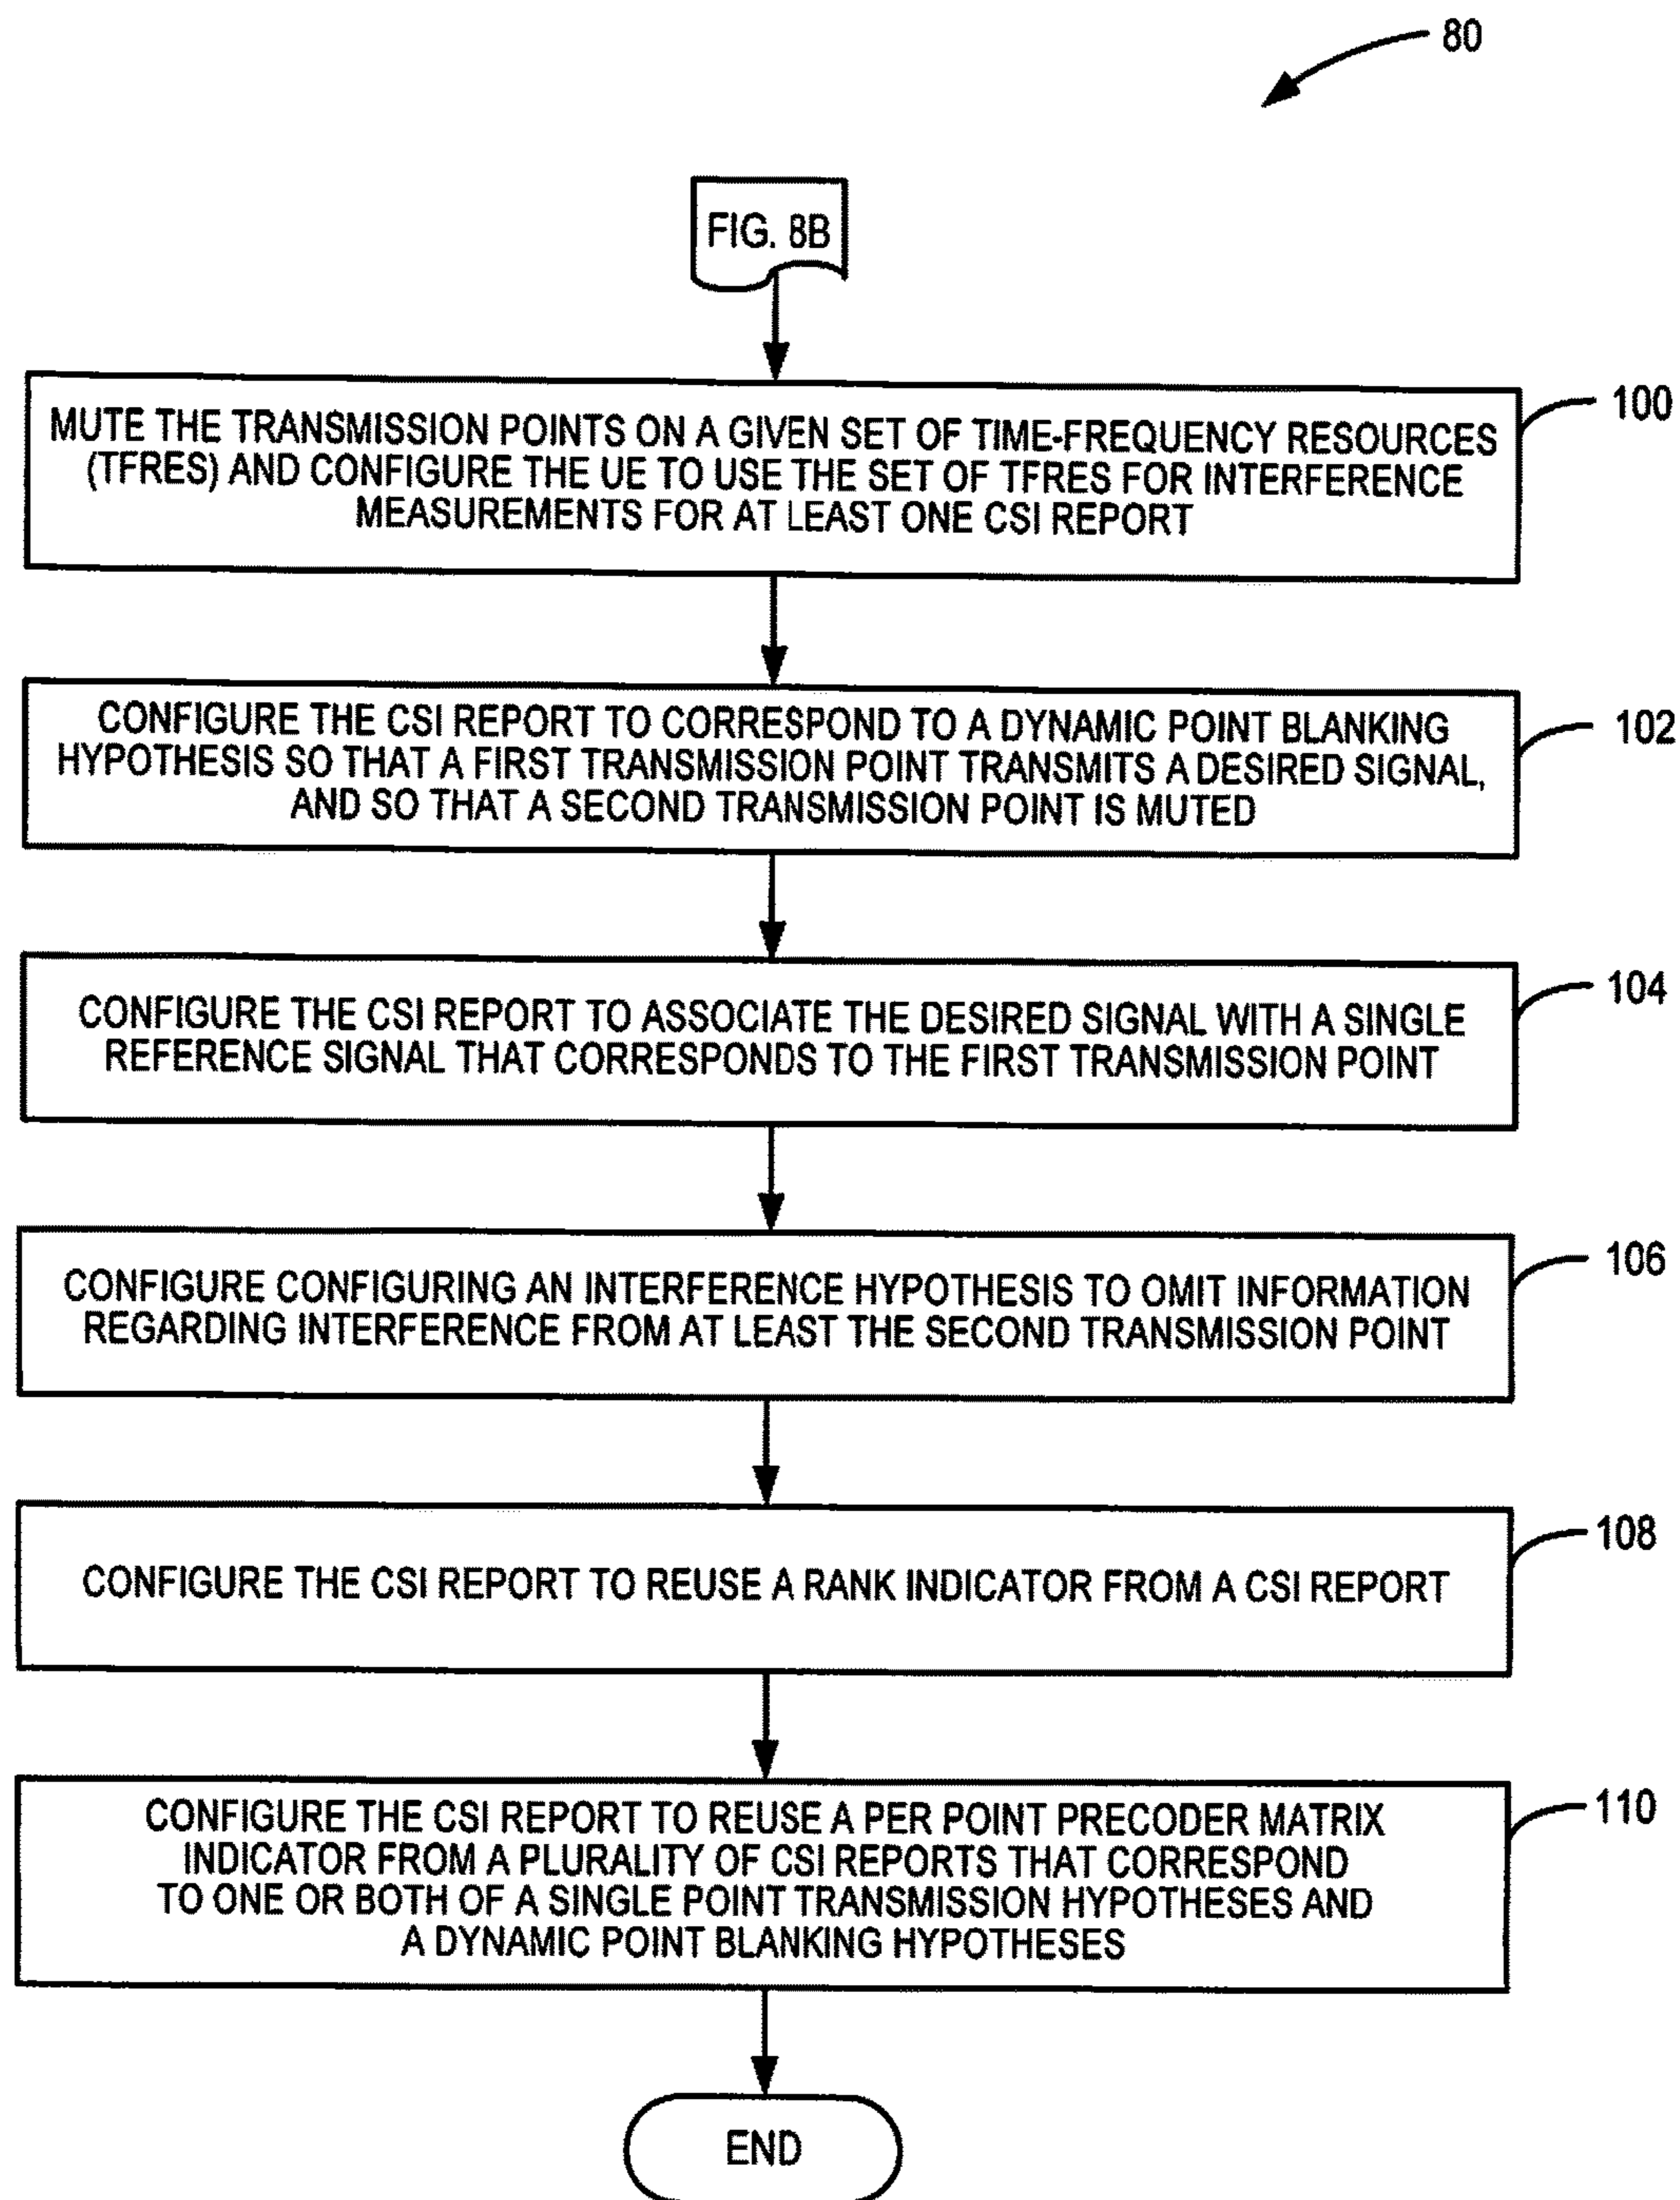 80
FIG. 8B
MUTE THE TRANSMISSION POINTS ON A GIVEN SET OF TIME-FREQUENCY RESOURCES
(TFRES) AND CONFIGURE THE UE TO USE THE SET OF TFRES FOR INTERFERENCE
MEASUREMENTS FOR AT LEAST ONE CSI REPORT
100
CONFIGURE THE CSI REPORT TO CORRESPOND TO A DYNAMIC POINT BLANKING
HYPOTHESIS SO THAT A FIRST TRANSMISSION POINT TRANSMITS A DESIRED SIGNAL,
AND SO THAT A SECOND TRANSMISSION POINT IS MUTED
102
CONFIGURE THE CSI REPORT TO ASSOCIATE THE DESIRED SIGNAL WITH A SINGLE
REFERENCE SIGNAL THAT CORRESPONDS TO THE FIRST TRANSMISSION POINT
104
CONFIGURE CONFIGURING AN INTERFERENCE HYPOTHESIS TO OMIT INFORMATION
REGARDING INTERFERENCE FROM AT LEAST THE SECOND TRANSMISSION POINT
106
CONFIGURE THE CSI REPORT TO REUSE A RANK INDICATOR FROM A CSI REPORT
108
CONFIGURE THE CSI REPORT TO REUSE A PER POINT PRECODER MATRIX
INDICATOR FROM A PLURALITY OF CSI REPORTS THAT CORRESPOND
TO ONE OR BOTH OF A SINGLE POINT TRANSMISSION HYPOTHESES AND
A DYNAMIC POINT BLANKING HYPOTHESES
110
END